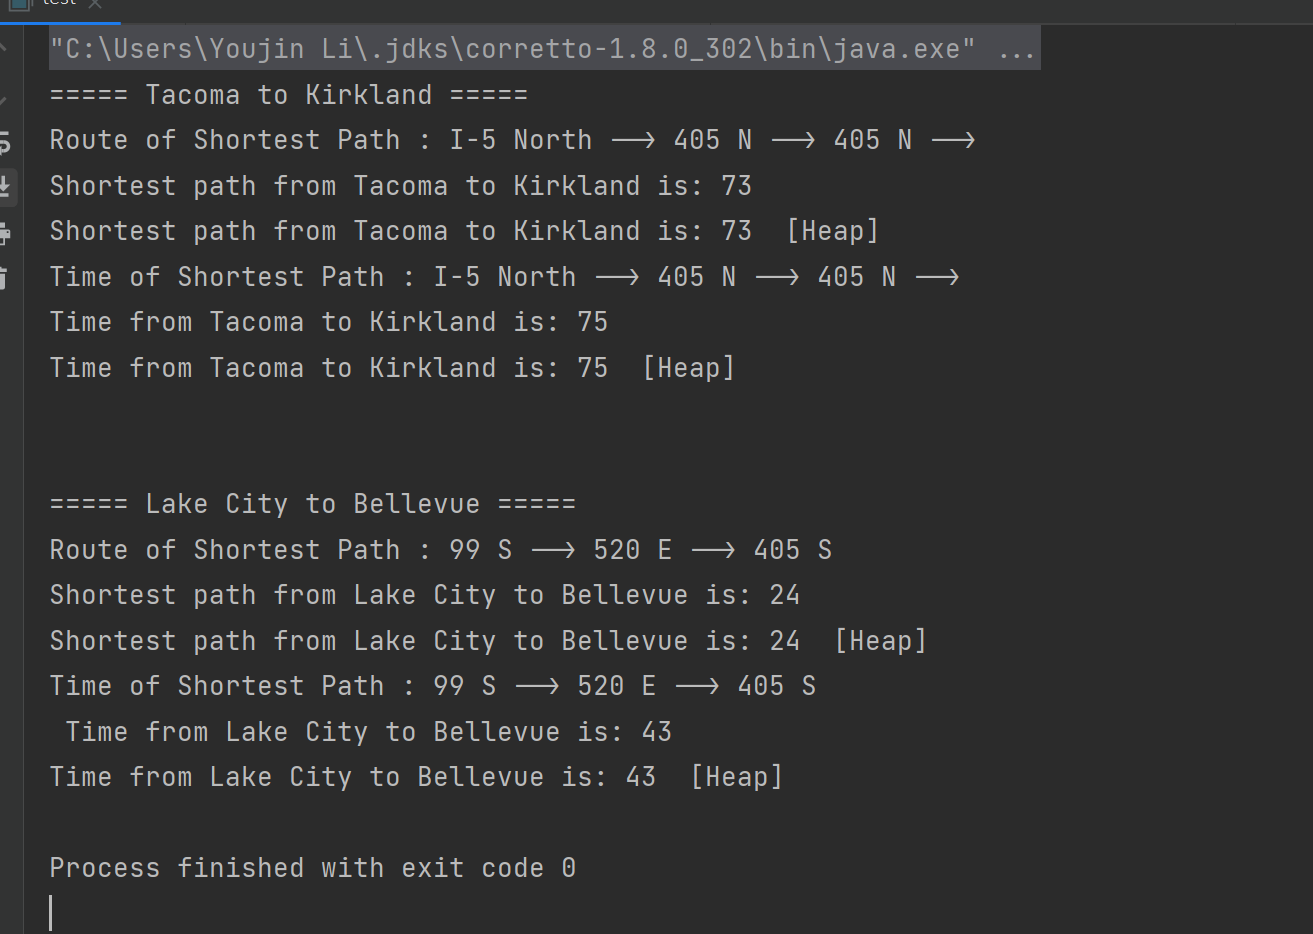 test
"C:\Users\Youjin Li\.jdks\corretto-1.8.0_302\bin\java.exe" ...
===== Tacoma to Kirkland =====
Route of Shortest Path : I-5 North --> 405 N --> 405 N -->
Shortest path from Tacoma to Kirkland is: 73
Shortest path from Tacoma to Kirkland is: 73  [Heap]
Time of Shortest Path : I-5 North --> 405 N --> 405 N -->
Time from Tacoma to Kirkland is: 75
Time from Tacoma to Kirkland is: 75  [Heap]
===== Lake City to Bellevue =====
Route of Shortest Path : 99 S --> 520 E --> 405 S
Shortest path from Lake City to Bellevue is: 24
Shortest path from Lake City to Bellevue is: 24  [Heap]
Time of Shortest Path : 99 S --> 520 E --> 405 S
 Time from Lake City to Bellevue is: 43
Time from Lake City to Bellevue is: 43  [Heap]
Process finished with exit code 0